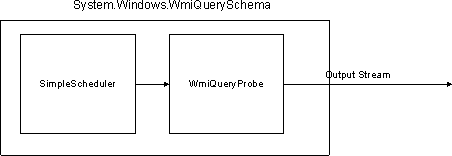 System.Windows.WmiQuerySchema
SimpleScheduler
WmiQueryProbe
Output Stream